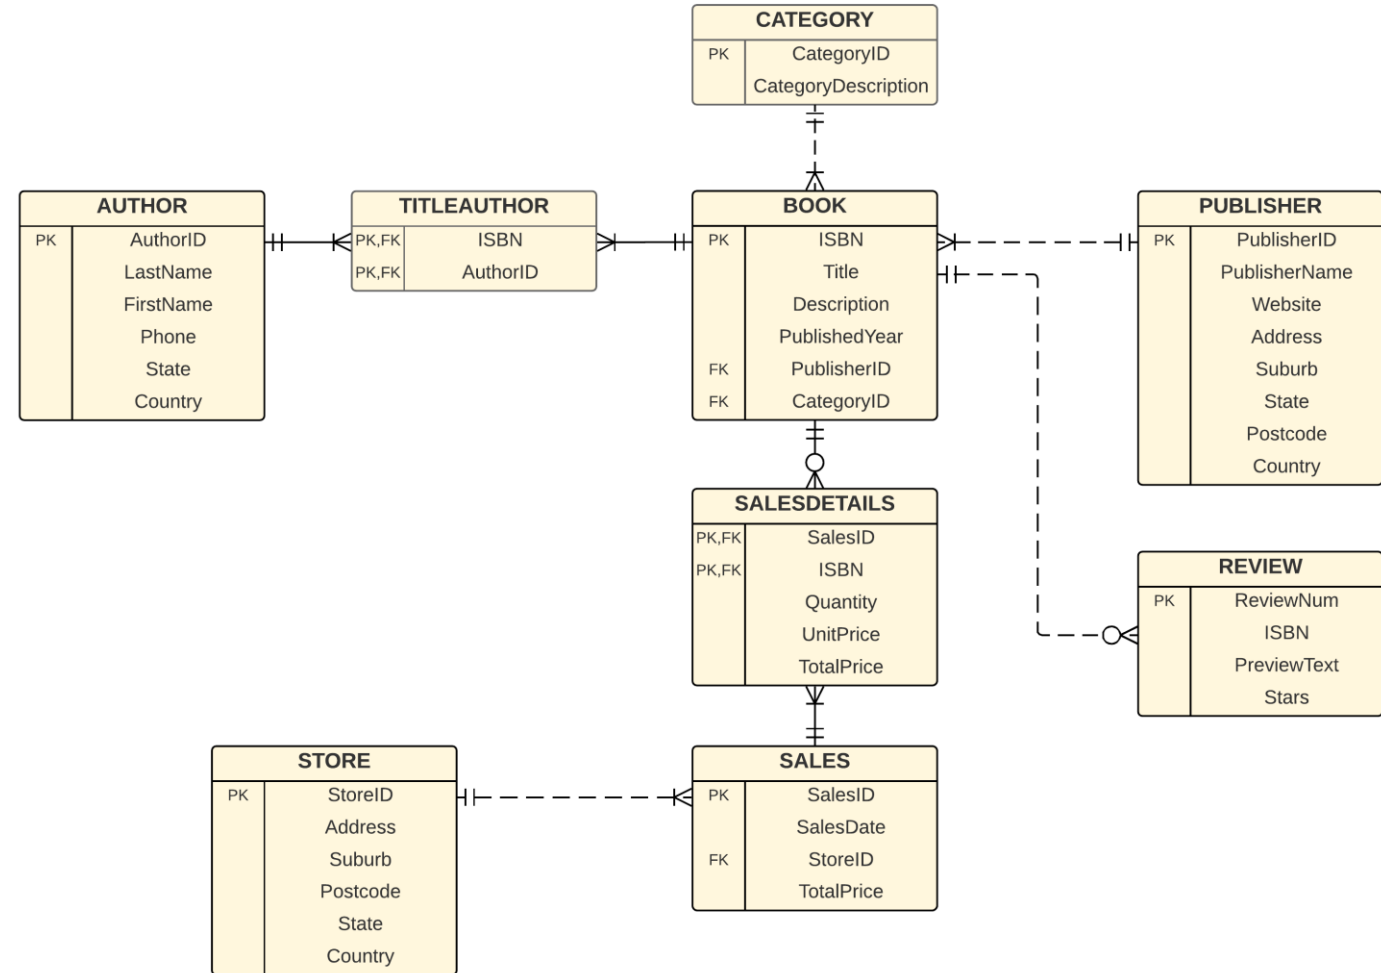 CATEGORY
PK CategoryID
CategoryDescription
AUTHOR
PK AuthorID
LastName
FirstName
Phone
State
Country
TITLEAUTHOR
PK,FK ISBN
PK,FK AuthorID
BOOK
PK ISBN
Title
Description
PublishedYear
FK PublisherID
FK CategoryID
PUBLISHER
PK PublisherID
PublisherName
Website
Address
Suburb
State
Postcode
Country
SALESDETAILS
PK,FK SalesID
PK,FK ISBN
Quantity
UnitPrice
TotalPrice
REVIEW
PK ReviewNum
ISBN
PreviewText
Stars
STORE
PK StoreID
Address
Suburb
Postcode
State
Country
SALES
PK SalesID
SalesDate
FK StoreID
TotalPrice